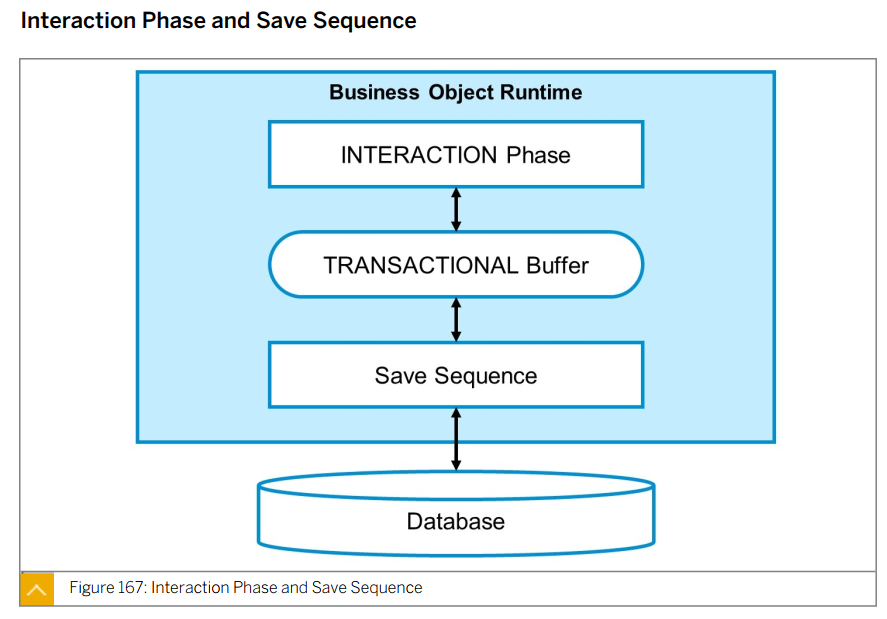 Interaction Phase and Save Sequence
Business Object Runtime
INTERACTION Phase
TRANSACTIONAL Buffer
Save Sequence
Database
Figure 167: Interaction Phase and Save Sequence